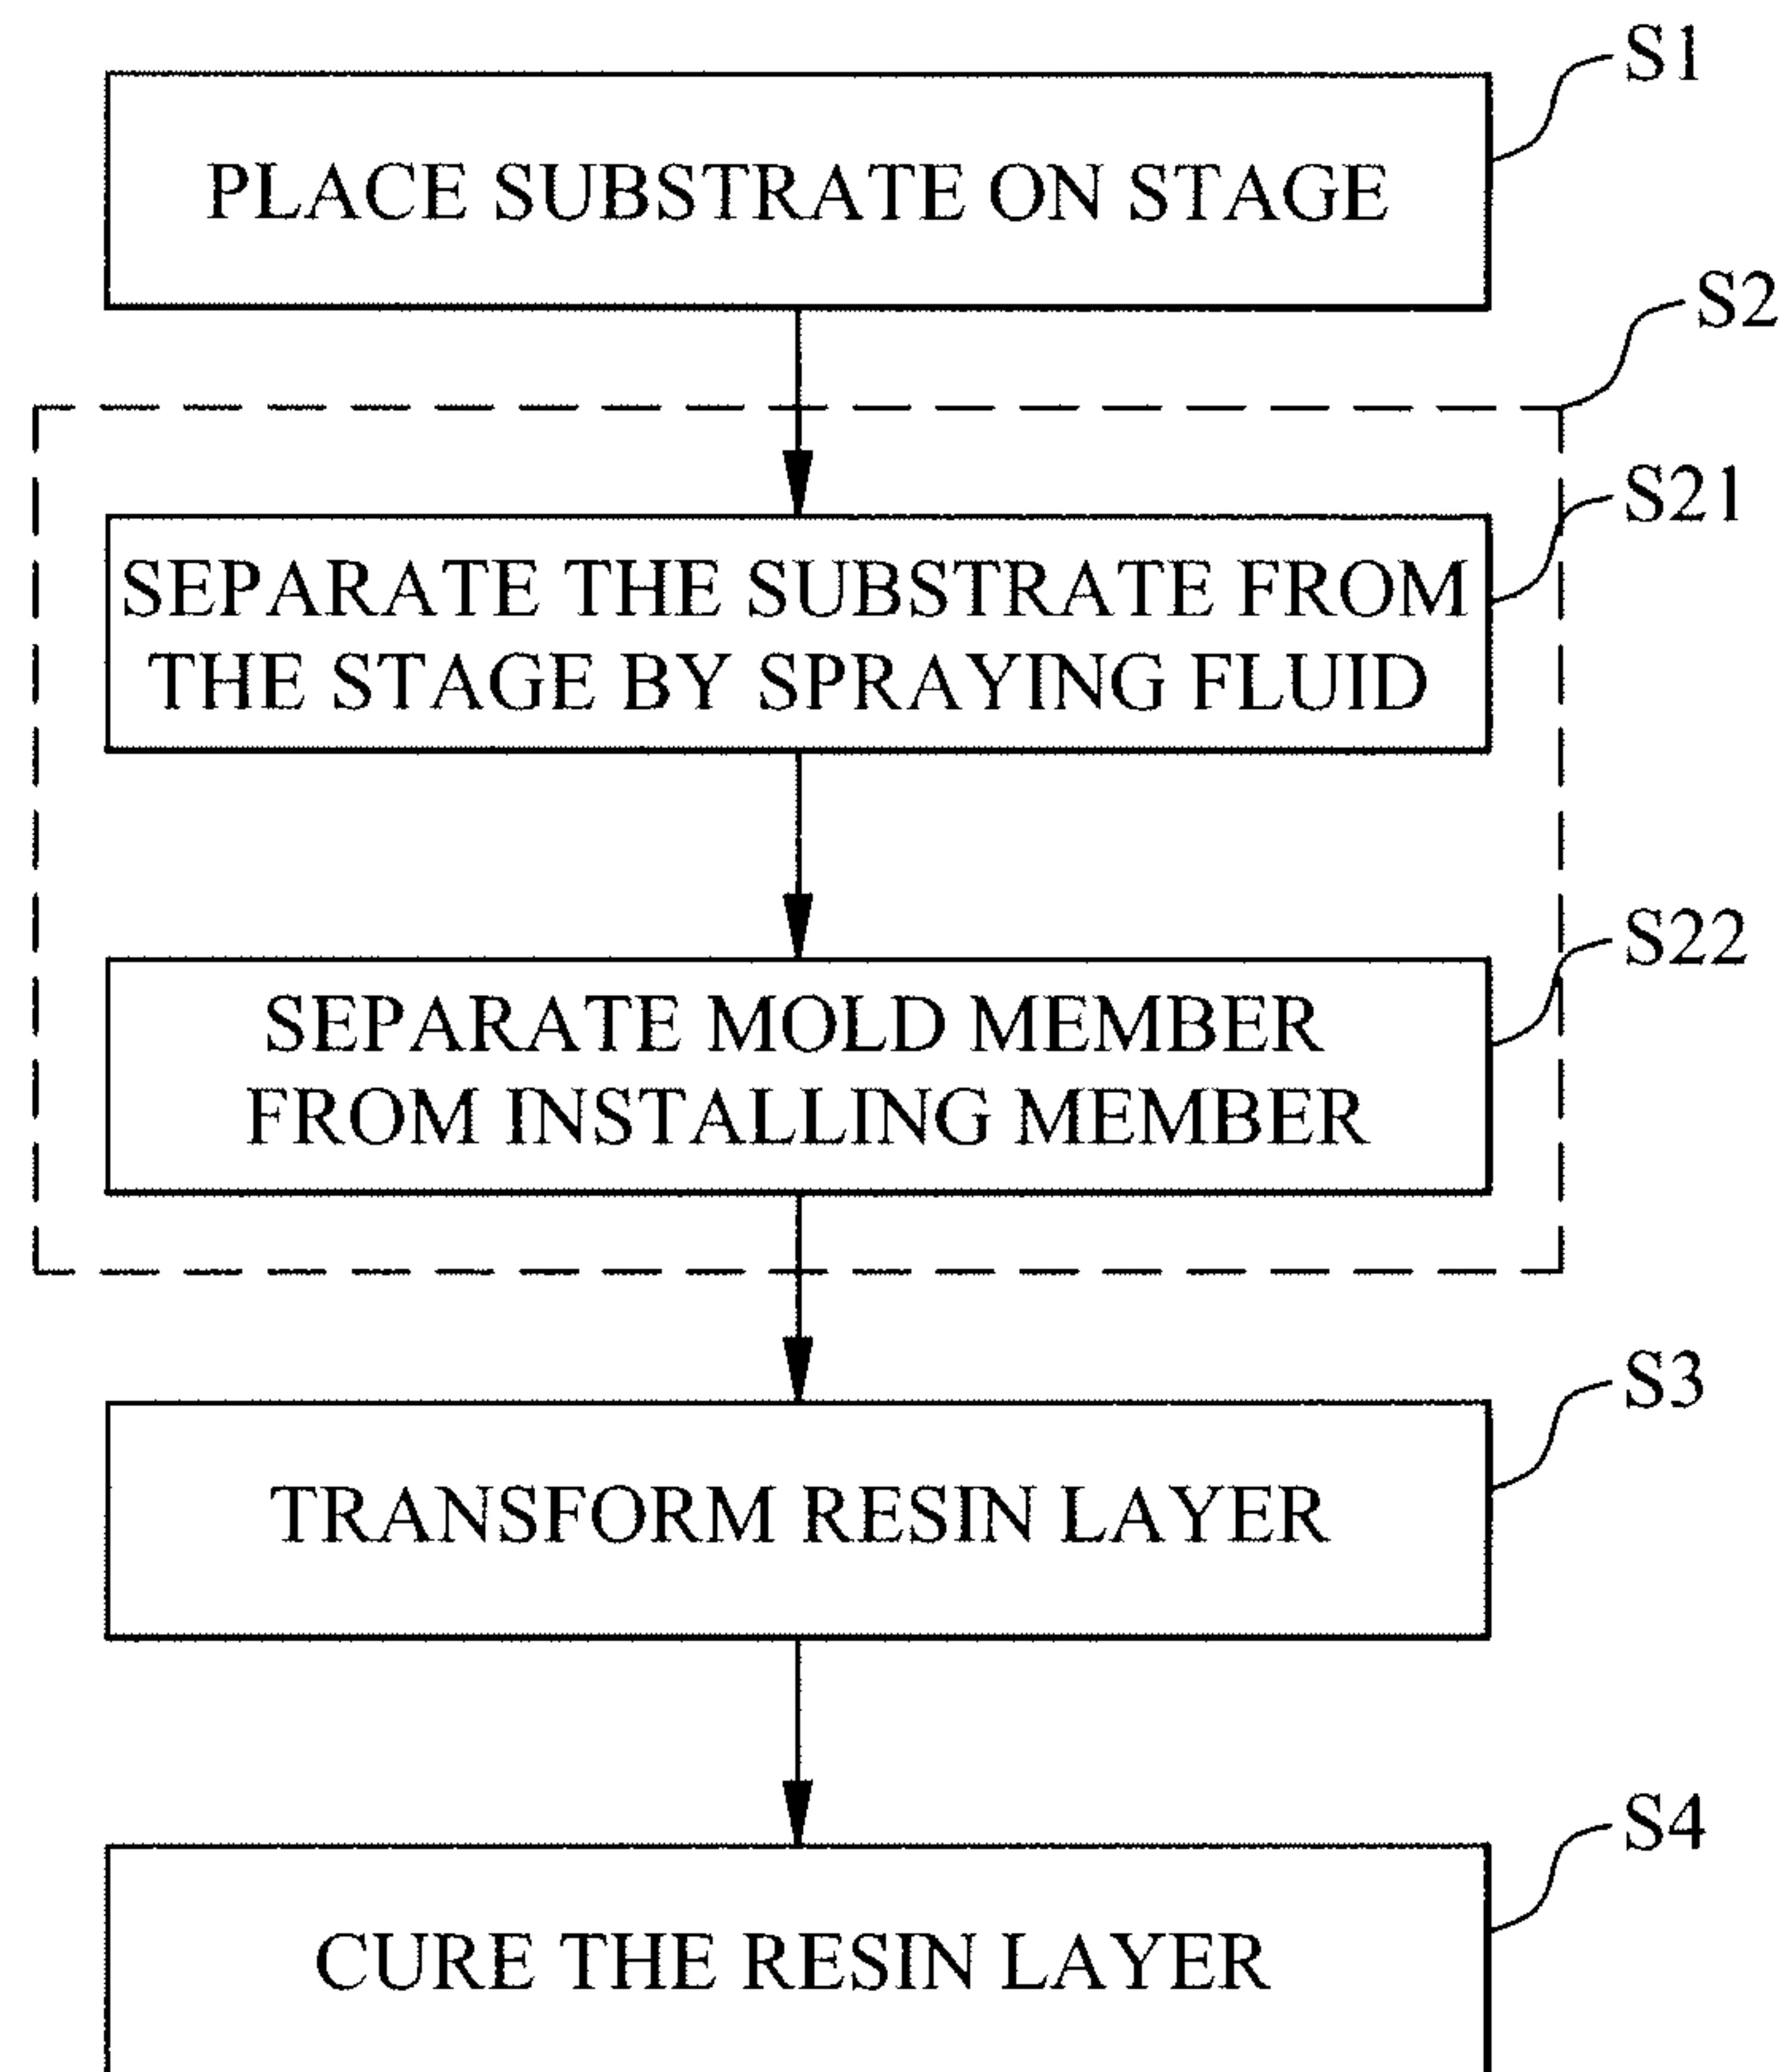 S1
PLACE SUBSTRATE ON STAGE
S2
S21
SEPARATE THE SUBSTRATE FROM
THE STAGE BY SPRAYING FLUID
S22
SEPARATE MOLD MEMBER
FROM INSTALLING MEMBER
S3
TRANSFORM RESIN LAYER
S4
CURE THE RESIN LAYER